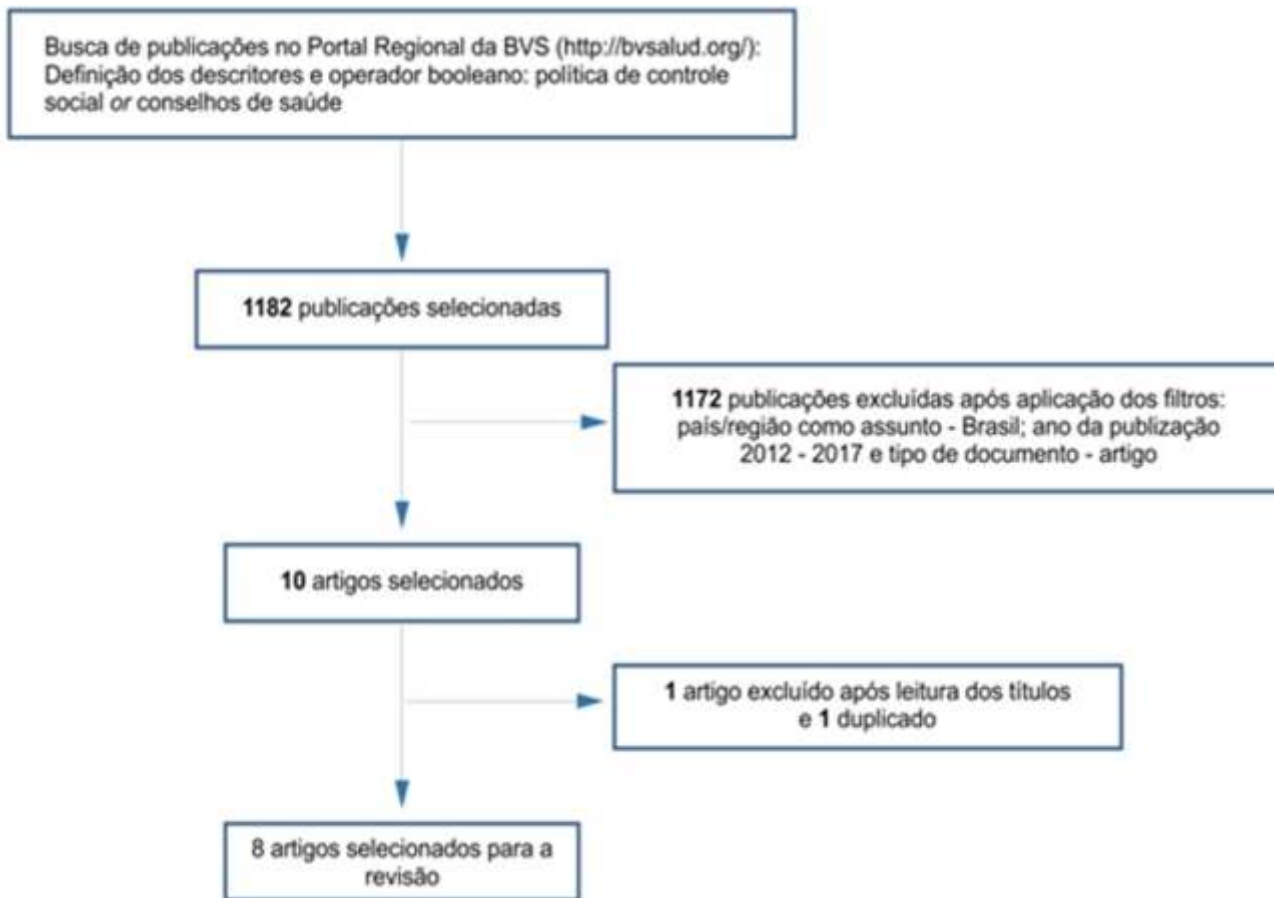 Busca de publicações no Portal Regional da BVS (http://bvsalud.org/):
Definição dos descritores e operador booleano: política de controle
social or conselhos de saúde
1182 publicações selecionadas
1172 publicações excluídas após aplicação dos filtros:
país/região como assunto - Brasil; ano da publização
2012 - 2017 e tipo de documento - artigo
10 artigos selecionados
1 artigo excluído após leitura dos títulos
e 1 duplicado
8 artigos selecionados para a
revisão